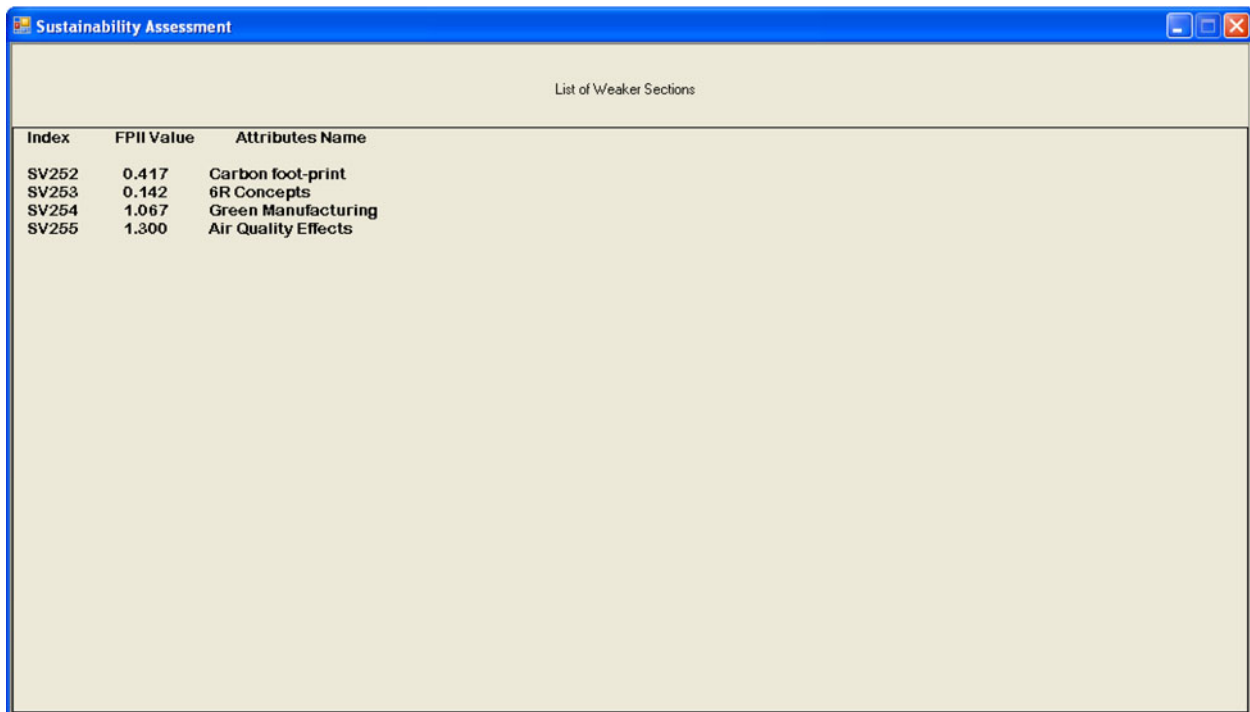 Sustainability Assessment
List of Weaker Sections
Index FPII Value Attributes Name
SV252 0.417 Carbon foot-print
SV253 0.142 6R Concepts
SV254 1.067 Green Manufacturing
SV255 1.300 Air Quality Effects